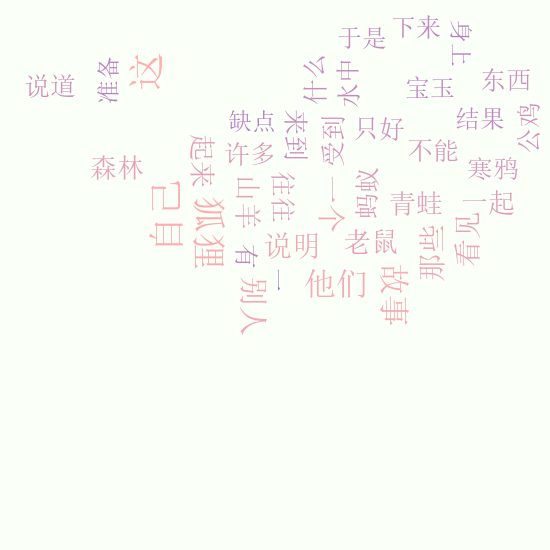 下来
于是
身上
什么
水中
这
准备
说道
宝玉
东西
缺点
来到
受到
只好
结果
公鸡
不能
许多
起来
森林
寒鸦
自己
狐狸
山羊
往往
一个
蚂蚁
青蛙
一起
看见
那些
老鼠
说明
有
一
别人
他们
故事